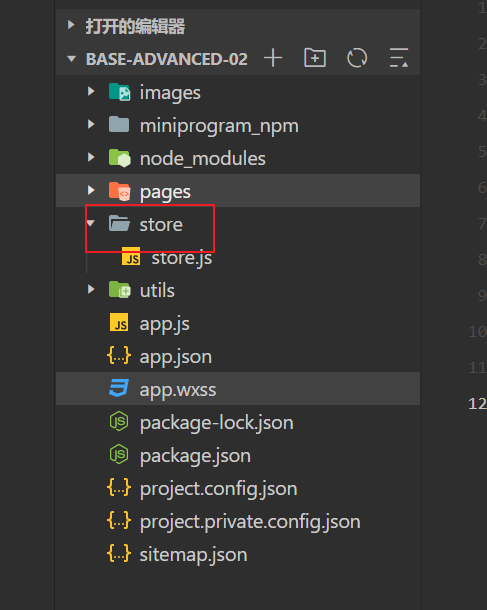 打开的编辑器
BASE-ADVANCED-02
images
miniprogram_npm
node_modules
pages
store
JS store.js
utils
JS app.js
{..} app.json
app.wxss
JS package-lock.json
JS package.json
{..} project.config.json
{..} project.private.config.json
{..} sitemap.json
1
2
3
4
5
6
7
8
9
10
11
12